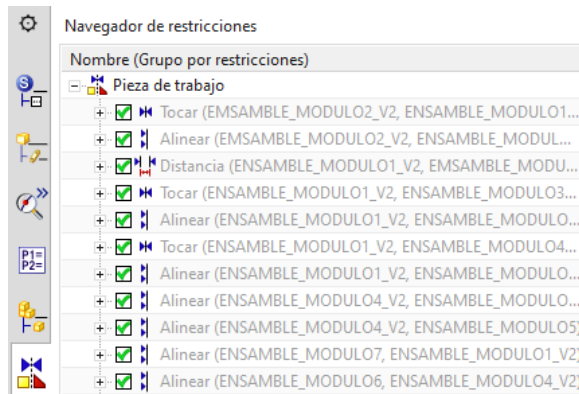 Navegador de restricciones
Nombre (Grupo por restricciones)
Pieza de trabajo
Tocar (EMSAMBLE_MODULO2_V2, ENSAMBLE_MODULO1...
Alinear (EMSAMBLE_MODULO2_V2, ENSAMBLE_MODUL...
Distancia (ENSAMBLE_MODULO1_V2, EMSAMBLE_MODU...
Tocar (ENSAMBLE_MODULO1_V2, ENSAMBLE_MODULO3...
Alinear (ENSAMBLE_MODULO1_V2, ENSAMBLE_MODULO...
Tocar (ENSAMBLE_MODULO1_V2, ENSAMBLE_MODULO4...
Alinear (ENSAMBLE_MODULO1_V2, ENSAMBLE_MODULO...
Alinear (ENSAMBLE_MODULO4_V2, ENSAMBLE_MODULO...
Alinear (ENSAMBLE_MODULO4_V2, ENSAMBLE_MODULO5)
Alinear (ENSAMBLE_MODULO7, ENSAMBLE_MODULO1_V2)
Alinear (ENSAMBLE_MODULO6, ENSAMBLE_MODULO4_V2)
S
P1=
P2=